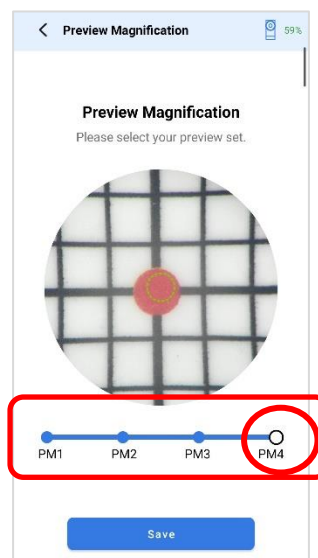 Preview Magnification
59%
Preview Magnification
Please select your preview set.
PM1 PM2 PM3 PM4
Save